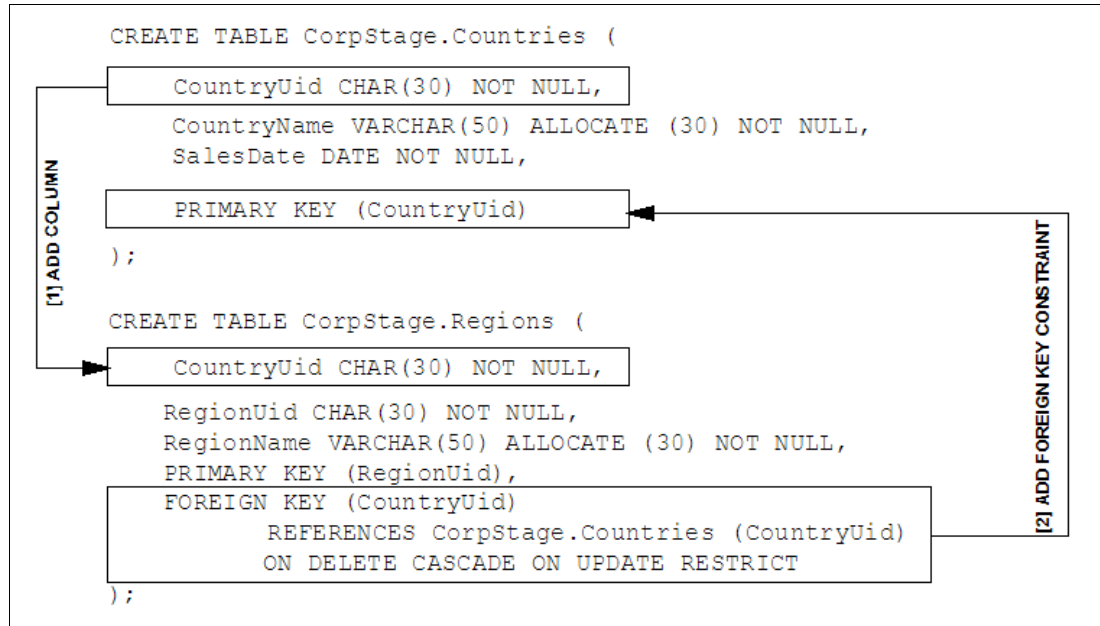 CREATE TABLE CorpStage.Countries (
CountryUid CHAR(30) NOT NULL,
CountryName VARCHAR(50) ALLOCATE (30) NOT NULL,
SalesDate DATE NOT NULL,
PRIMARY KEY (CountryUid)
);
[1] ADD COLUMN
CREATE TABLE CorpStage.Regions (
CountryUid CHAR(30) NOT NULL,
RegionUid CHAR(30) NOT NULL,
RegionName VARCHAR(50) ALLOCATE (30) NOT NULL,
PRIMARY KEY (RegionUid),
FOREIGN KEY (CountryUid)
REFERENCES CorpStage.Countries (CountryUid)
ON DELETE CASCADE ON UPDATE RESTRICT
);
[2] ADD FOREIGN KEY CONSTRAINT